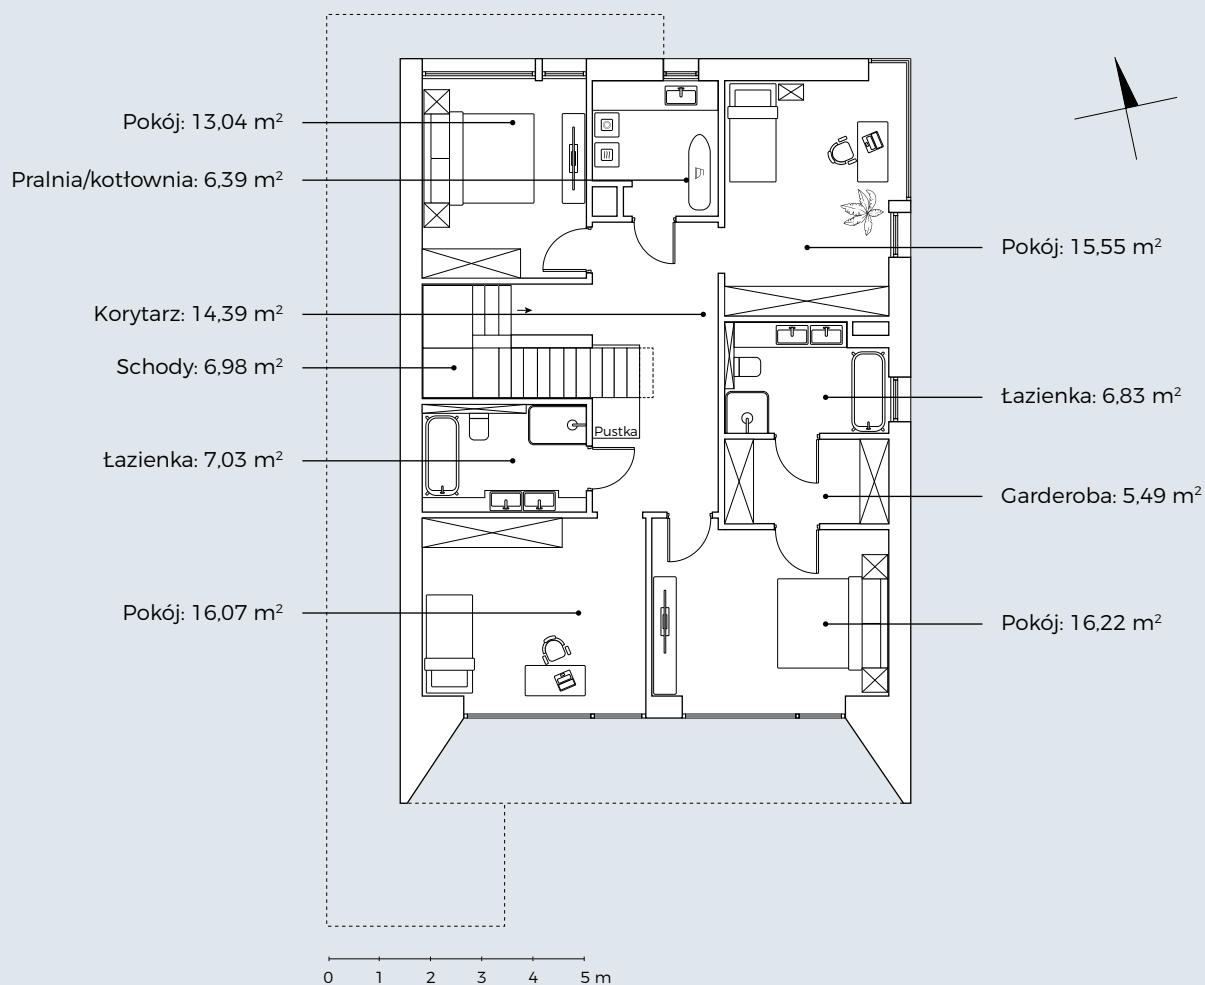 Pokój: 13,04 m²
Pralnia/kotłownia: 6,39 m²
Korytarz: 14,39 m²
Schody: 6,98 m²
Łazienka: 7,03 m²
Pokój: 16,07 m²
Pustka
Pokój: 15,55 m²
Łazienka: 6,83 m²
Garderoba: 5,49 m²
Pokój: 16,22 m²
0 1 2 3 4 5 m